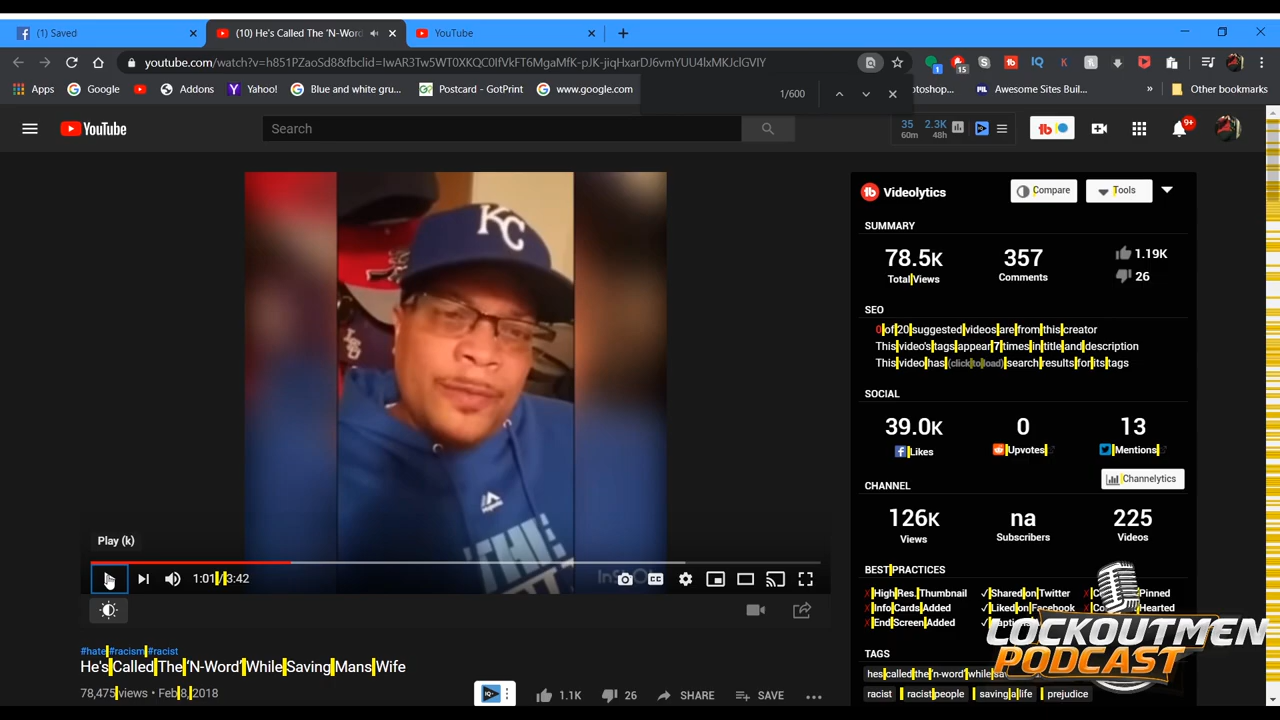 (1) Saved
(10) He's Called The 'N-Word'
YouTube
youtube.com/watch?v=h851PZaoSd8&fbclid=IwAR3Tw5WT0XKQC0IfVkFT6MgaMfK-pJK-jiqHxarDJ6vmYUU4lxMKJclGVIY
1
15
IQ
K
Apps
Google
Addons
Yahoo!
Blue and white gru...
Postcard - GotPrint
www.google.com
1/600
Awesome Sites Buil...
»
Other bookmarks
YouTube
Search
35
60m
2.3K
48h
9+
Videolytics
Compare
Tools
SUMMARY
78.5K
Total Views
357
Comments
1.19K
26
SEO
0 of 20 suggested videos are from this creator
This video's tags appear 7 times in title and description
This video has (click to load) search results for its tags
SOCIAL
39.0K
Likes
0
Upvotes
13
Mentions
Channelytics
CHANNEL
126K
Views
na
Subscribers
225
Videos
BEST PRACTICES
High Res. Thumbnail
Shared on Twitter
Pinned
Info Cards Added
Liked on Facebook
Hearted
End Screen Added
TAGS
hes called the 'n-word' while
racist
racist people
saving a life
prejudice
KC
Play (k)
1:01 / 3:42
#hate #racism #racist
He's Called The 'N-Word' While Saving Mans Wife
78,475 views • Feb 8, 2018
1.1K
26
SHARE
SAVE
LOCKOUTMEN
PODCAST